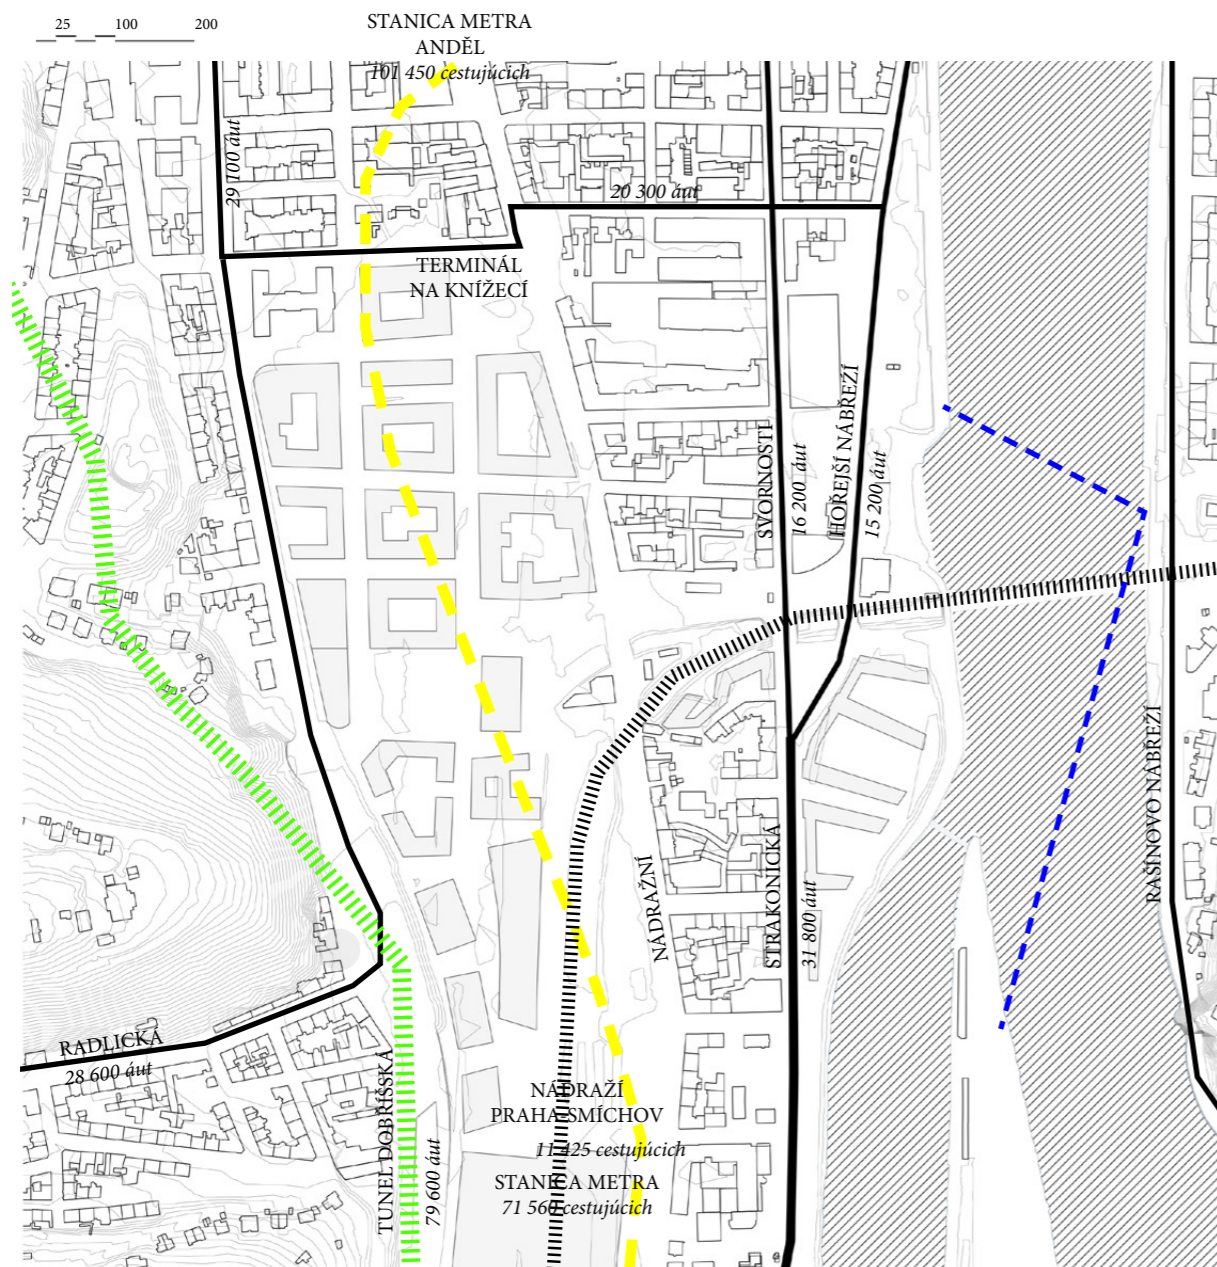 25 100 200
STANICA METRA
ANDĚL
101 450 cestujúcich
29 100 áut
20 300 áut
TERMINÁL
NA KNÍŽECÍ
SVORNOSTI
16 200 áut
HOŘEJŠÍ NÁBŘEŽÍ
15 200 áut
RAŠÍNOVO NÁBŘEŽÍ
NÁDRAŽNÍ
STRAKONICKÁ
31 800 áut
RADLICKÁ
28 600 áut
TUNEL DOBŘÍŠSKÁ
79 600 áut
NÁDRAŽÍ
PRAHA-SMÍCHOV
11 425 cestujúcich
STANICA METRA
71 560 cestujúcich